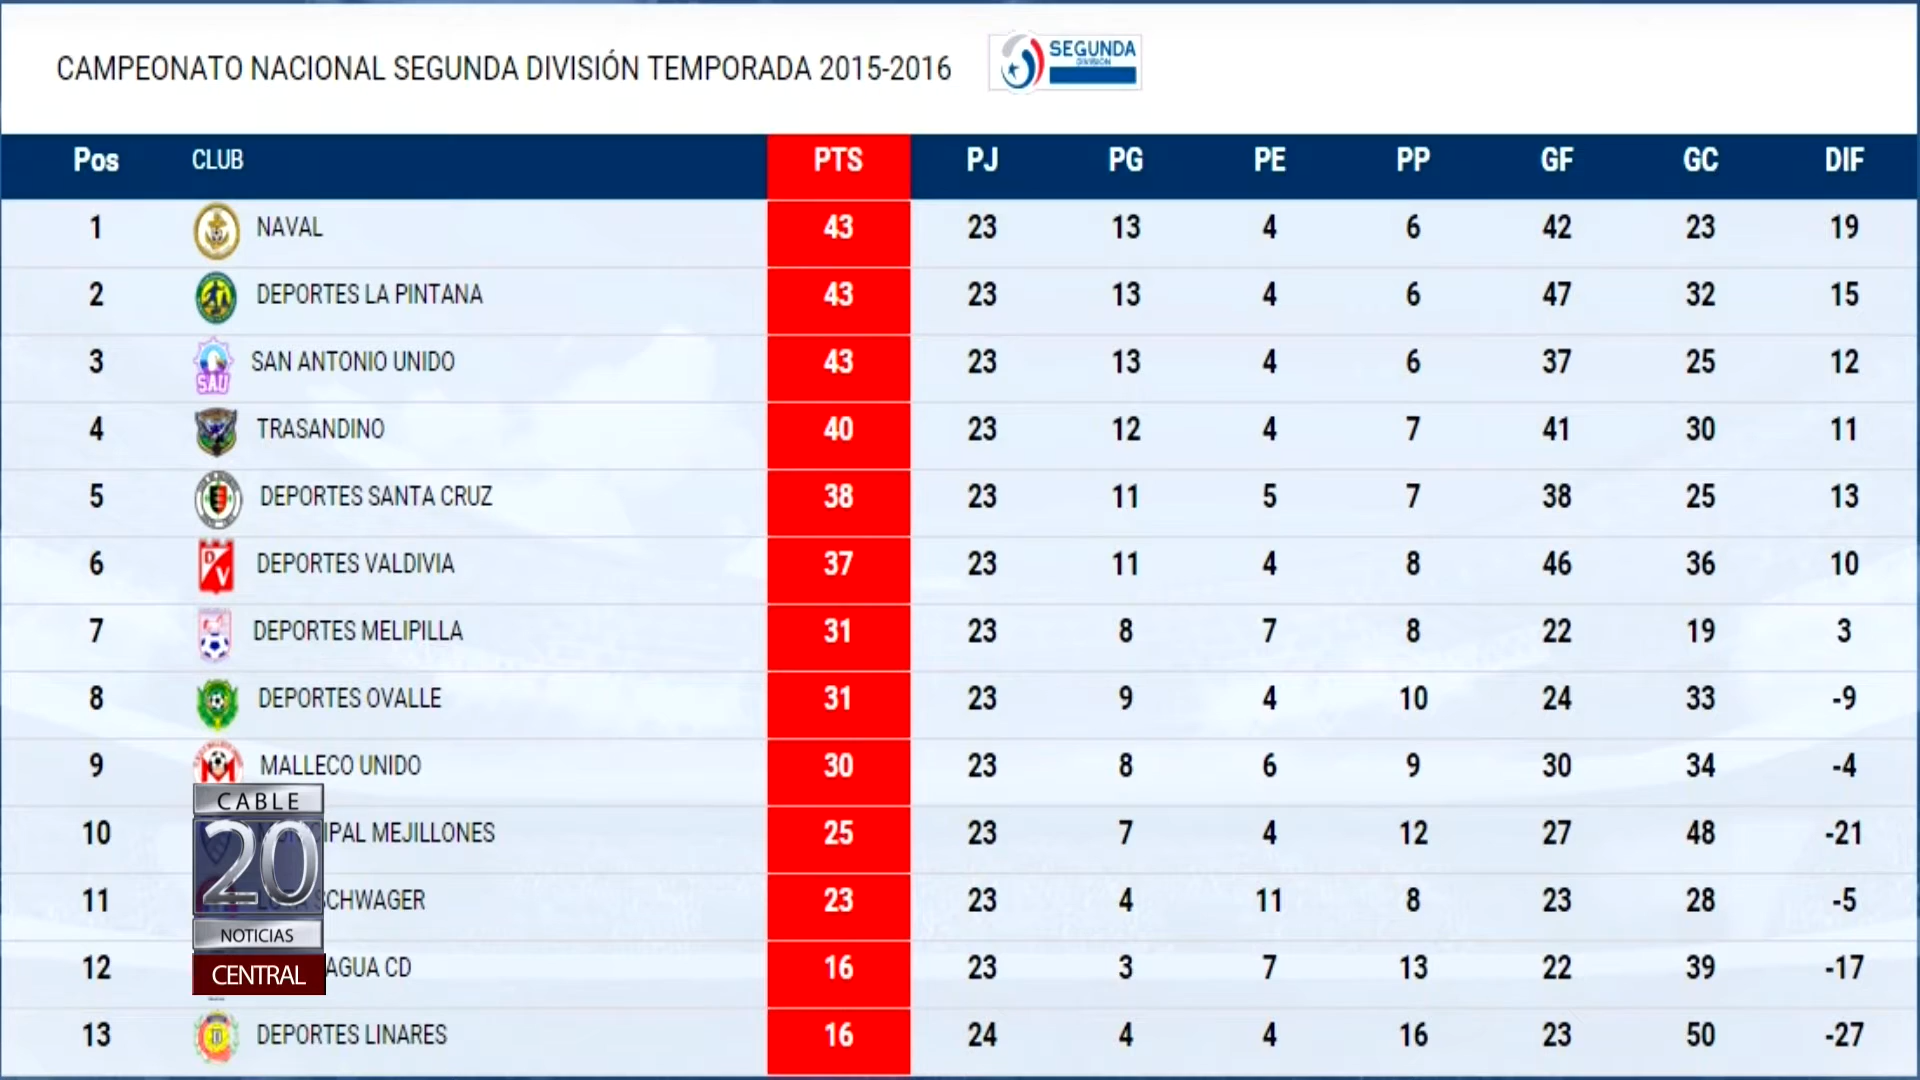 CAMPEONATO NACIONAL SEGUNDA DIVISIÓN TEMPORADA 2015-2016 SEGUNDA
DIVISIÓN
Pos CLUB PTS PJ PG PE PP GF GC DIF
1 NAVAL 43 23 13 4 6 42 23 19
2 DEPORTES LA PINTANA 43 23 13 4 6 47 32 15
3 SAU SAN ANTONIO UNIDO 43 23 13 4 6 37 25 12
4 TRASANDINO 40 23 12 4 7 41 30 11
5 DEPORTES SANTA CRUZ 38 23 11 5 7 38 25 13
6 DV DEPORTES VALDIVIA 37 23 11 4 8 46 36 10
7 DEPORTES MELIPILLA 31 23 8 7 8 22 19 3
8 DEPORTES OVALLE 31 23 9 4 10 24 33 -9
9 MALLECO UNIDO 30 23 8 6 9 30 34 -4
CABLE
10 20 IPAL MEJILLONES 25 23 7 4 12 27 48 -21
11 SCHWAGER 23 23 4 11 8 23 28 -5
NOTICIAS
12 CENTRAL AGUA CD 16 23 3 7 13 22 39 -17
13 DEPORTES LINARES 16 24 4 4 16 23 50 -27